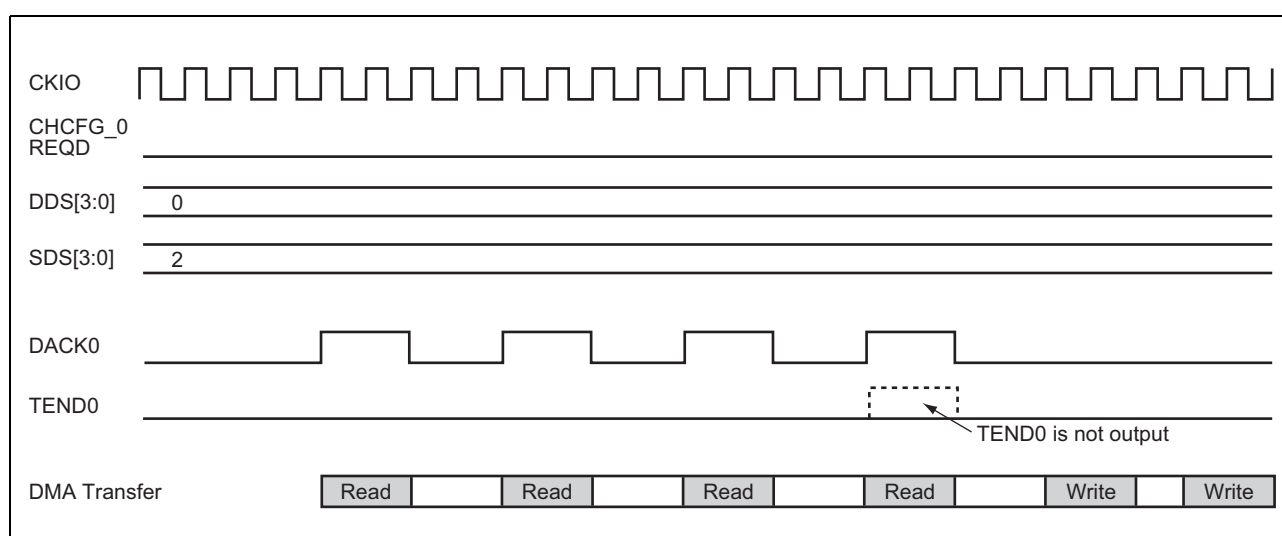 CKIO
CHCFG_0
REQD
DDS[3:0] 0
SDS[3:0] 2
DACK0
TEND0
TEND0 is not output
DMA Transfer Read Read Read Read Write Write